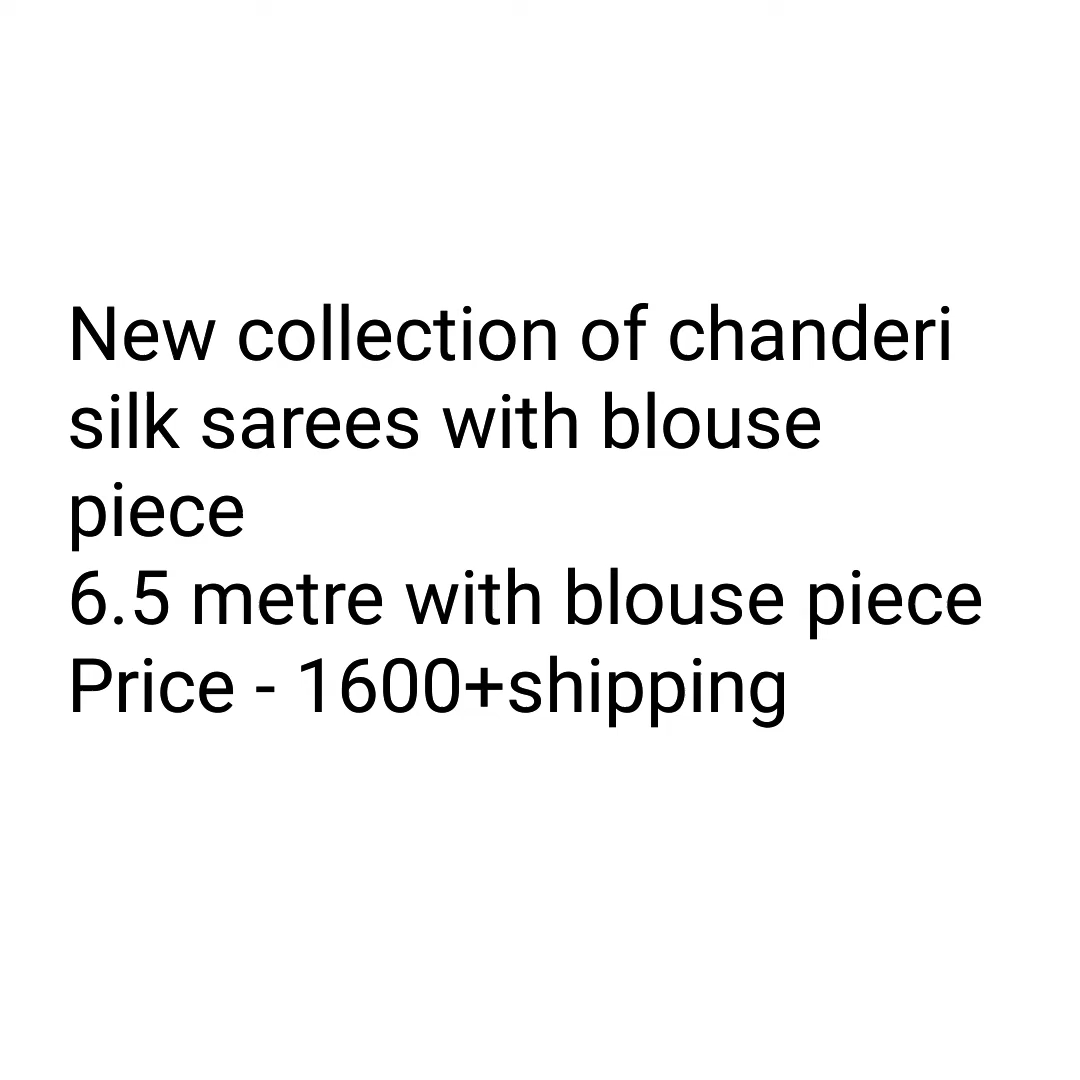 New collection of chanderi
silk sarees with blouse
piece
6.5 metre with blouse piece
Price - 1600+shipping